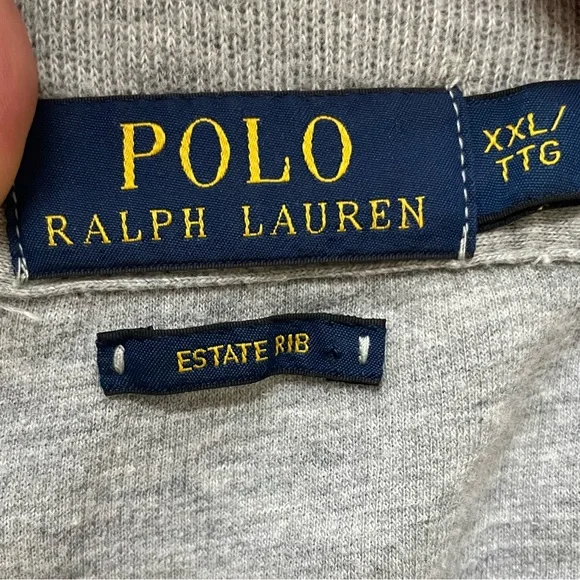 POLO
RALPH LAUREN
XXL/
TTG
ESTATE RIB